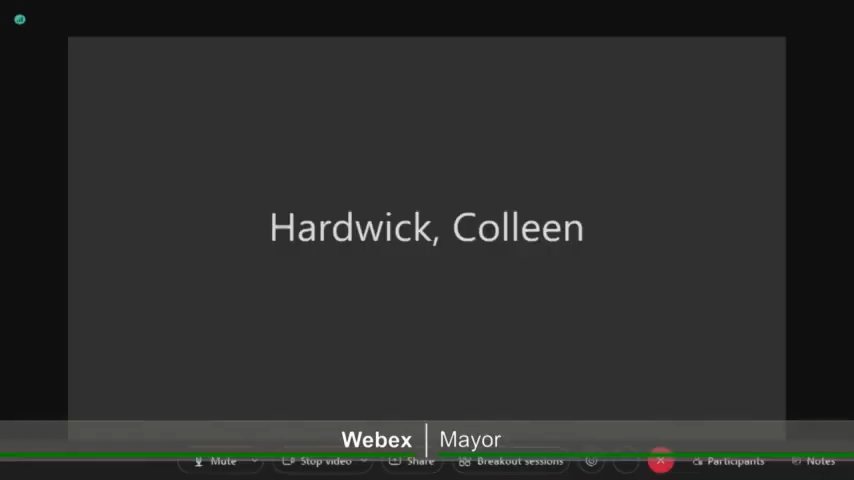 Hardwick, Colleen
Webex | Mayor
Mute Stop video Share Breakout sessions Participants Notes